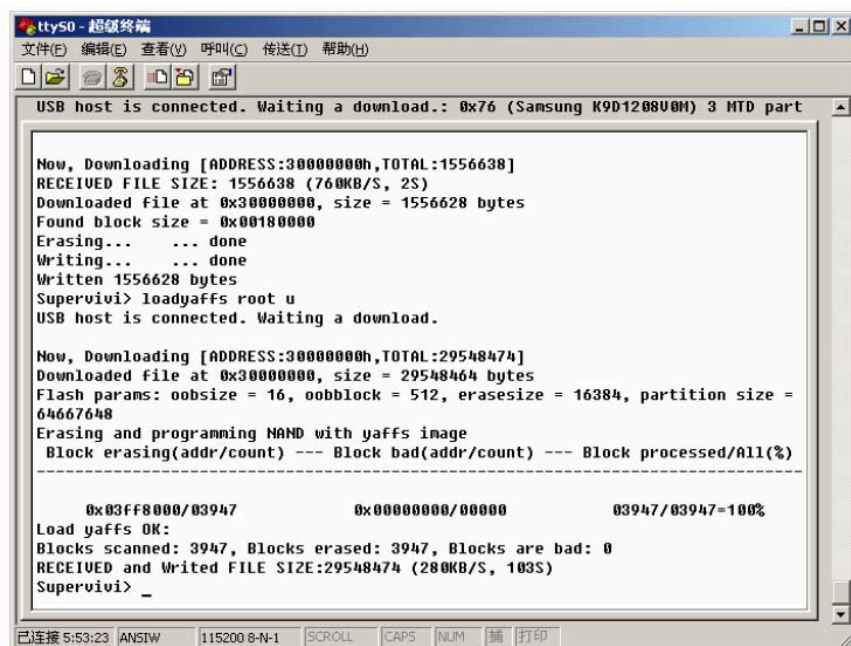 ttyS0 - 超级终端
文件(F) 编辑(E) 查看(V) 呼叫(C) 传送(T) 帮助(H)
USB host is connected. Waiting a download.: 0x76 (Samsung K9D1208V0M) 3 MTD part
Now, Downloading [ADDRESS:30000000h,TOTAL:1556638]
RECEIVED FILE SIZE: 1556638 (760KB/S, 2S)
Downloaded file at 0x30000000, size = 1556628 bytes
Found block size = 0x00180000
Erasing... ... done
Writing... ... done
Written 1556628 bytes
Supervivi> loadyaffs root u
USB host is connected. Waiting a download.
Now, Downloading [ADDRESS:30000000h,TOTAL:29548474]
Downloaded file at 0x30000000, size = 29548464 bytes
Flash params: oobsize = 16, oobblock = 512, erasesize = 16384, partition size =
64667648
Erasing and programming NAND with yaffs image
Block erasing(addr/count) --- Block bad(addr/count) --- Block processed/All(%)
--------------------------------------------------------------------------------
0x03ff8000/03947 0x00000000/00000 03947/03947=100%
Load yaffs OK:
Blocks scanned: 3947, Blocks erased: 3947, Blocks are bad: 0
RECEIVED and Writed FILE SIZE:29548474 (280KB/S, 103S)
Supervivi> _
已连接 5:53:23 ANSIW 115200 8-N-1 SCROLL CAPS NUM 捕 打印